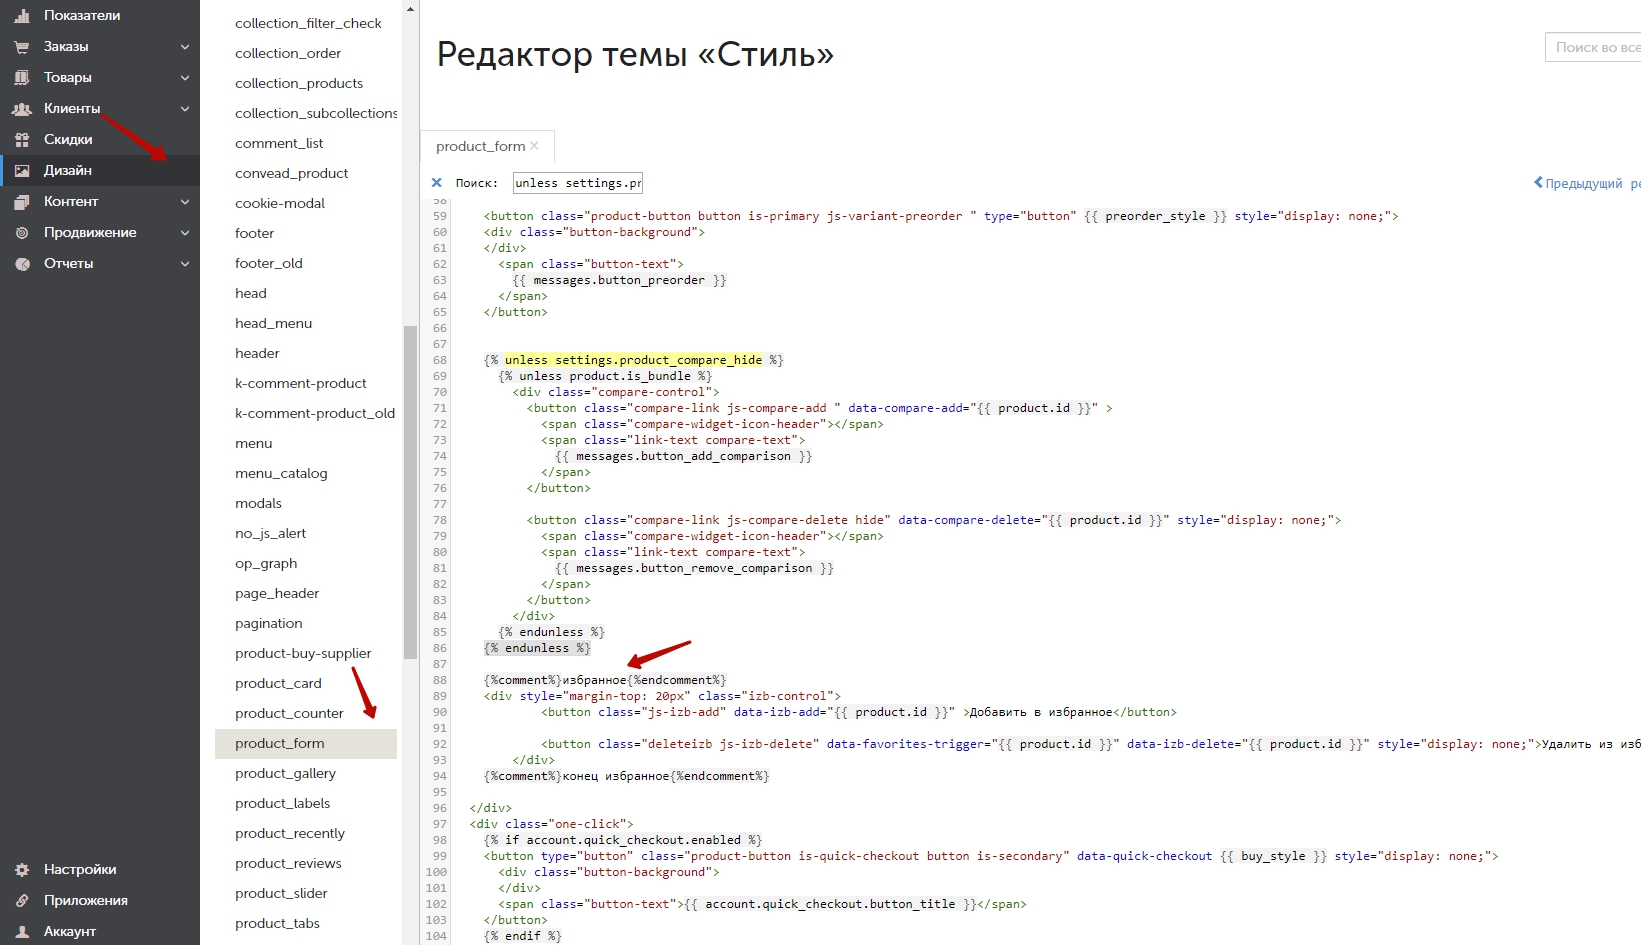 Показатели
Заказы
Товары
Клиенты
Скидки
Дизайн
Контент
Продвижение
Отчеты
Настройки
Приложения
Аккаунт
collection_filter_check
collection_order
collection_products
collection_subcollections
comment_list
convead_product
cookie-modal
footer
footer_old
head
head_menu
header
k-comment-product
k-comment-product_old
menu
menu_catalog
modals
no_js_alert
op_graph
page_header
pagination
product-buy-supplier
product_card
product_counter
product_form
product_gallery
product_labels
product_recently
product_reviews
product_slider
product_tabs
Редактор темы «Стиль»
Поиск во все
product_form ×
× Поиск: unless settings.pr
Предыдущий ре
58
59 <button class="product-button button is-primary js-variant-preorder " type="button" {{ preorder_style }} style="display: none;">
60 <div class="button-background">
61 </div>
62 <span class="button-text">
63 {{ messages.button_preorder }}
64 </span>
65 </button>
66
67
68 {% unless settings.product_compare_hide %}
69 {% unless product.is_bundle %}
70 <div class="compare-control">
71 <button class="compare-link js-compare-add " data-compare-add="{{ product.id }}" >
72 <span class="compare-widget-icon-header"></span>
73 <span class="link-text compare-text">
74 {{ messages.button_add_comparison }}
75 </span>
76 </button>
77
78 <button class="compare-link js-compare-delete hide" data-compare-delete="{{ product.id }}" style="display: none;">
79 <span class="compare-widget-icon-header"></span>
80 <span class="link-text compare-text">
81 {{ messages.button_remove_comparison }}
82 </span>
83 </button>
84 </div>
85 {% endunless %}
86 {% endunless %}
87
88 {%comment%}избранное{%endcomment%}
89 <div style="margin-top: 20px" class="izb-control">
90 <button class="js-izb-add" data-izb-add="{{ product.id }}" >Добавить в избранное</button>
91
92 <button class="deleteizb js-izb-delete" data-favorites-trigger="{{ product.id }}" data-izb-delete="{{ product.id }}" style="display: none;">Удалить из изб
93 </div>
94 {%comment%}конец избранное{%endcomment%}
95
96 </div>
97 <div class="one-click">
98 {% if account.quick_checkout.enabled %}
99 <button type="button" class="product-button is-quick-checkout button is-secondary" data-quick-checkout {{ buy_style }} style="display: none;">
100 <div class="button-background">
101 </div>
102 <span class="button-text">{{ account.quick_checkout.button_title }}</span>
103 </button>
104 {% endif %}